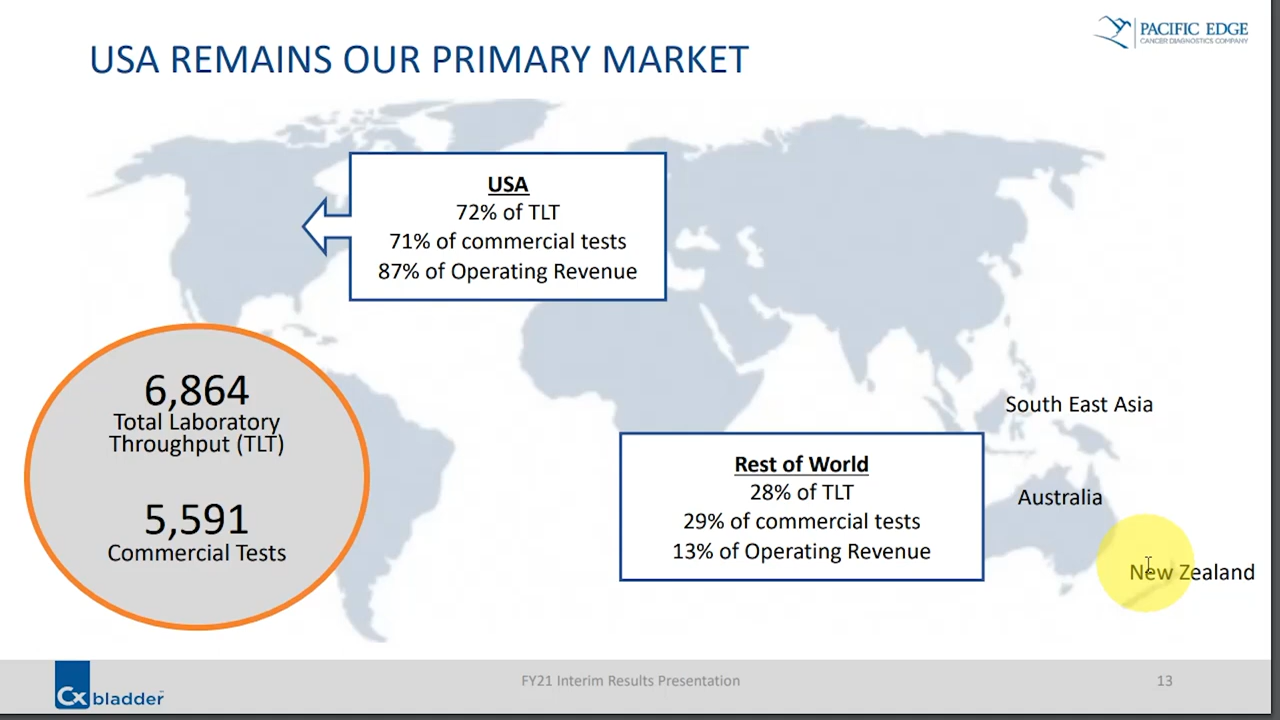 PACIFIC EDGE
CANCER DIAGNOSTICS COMPANY
USA REMAINS OUR PRIMARY MARKET
USA
72% of TLT
71% of commercial tests
87% of Operating Revenue
6,864
Total Laboratory
Throughput (TLT)
5,591
Commercial Tests
South East Asia
Rest of World
28% of TLT
29% of commercial tests
13% of Operating Revenue
Australia
New Zealand
Cxbladder
FY21 Interim Results Presentation
13